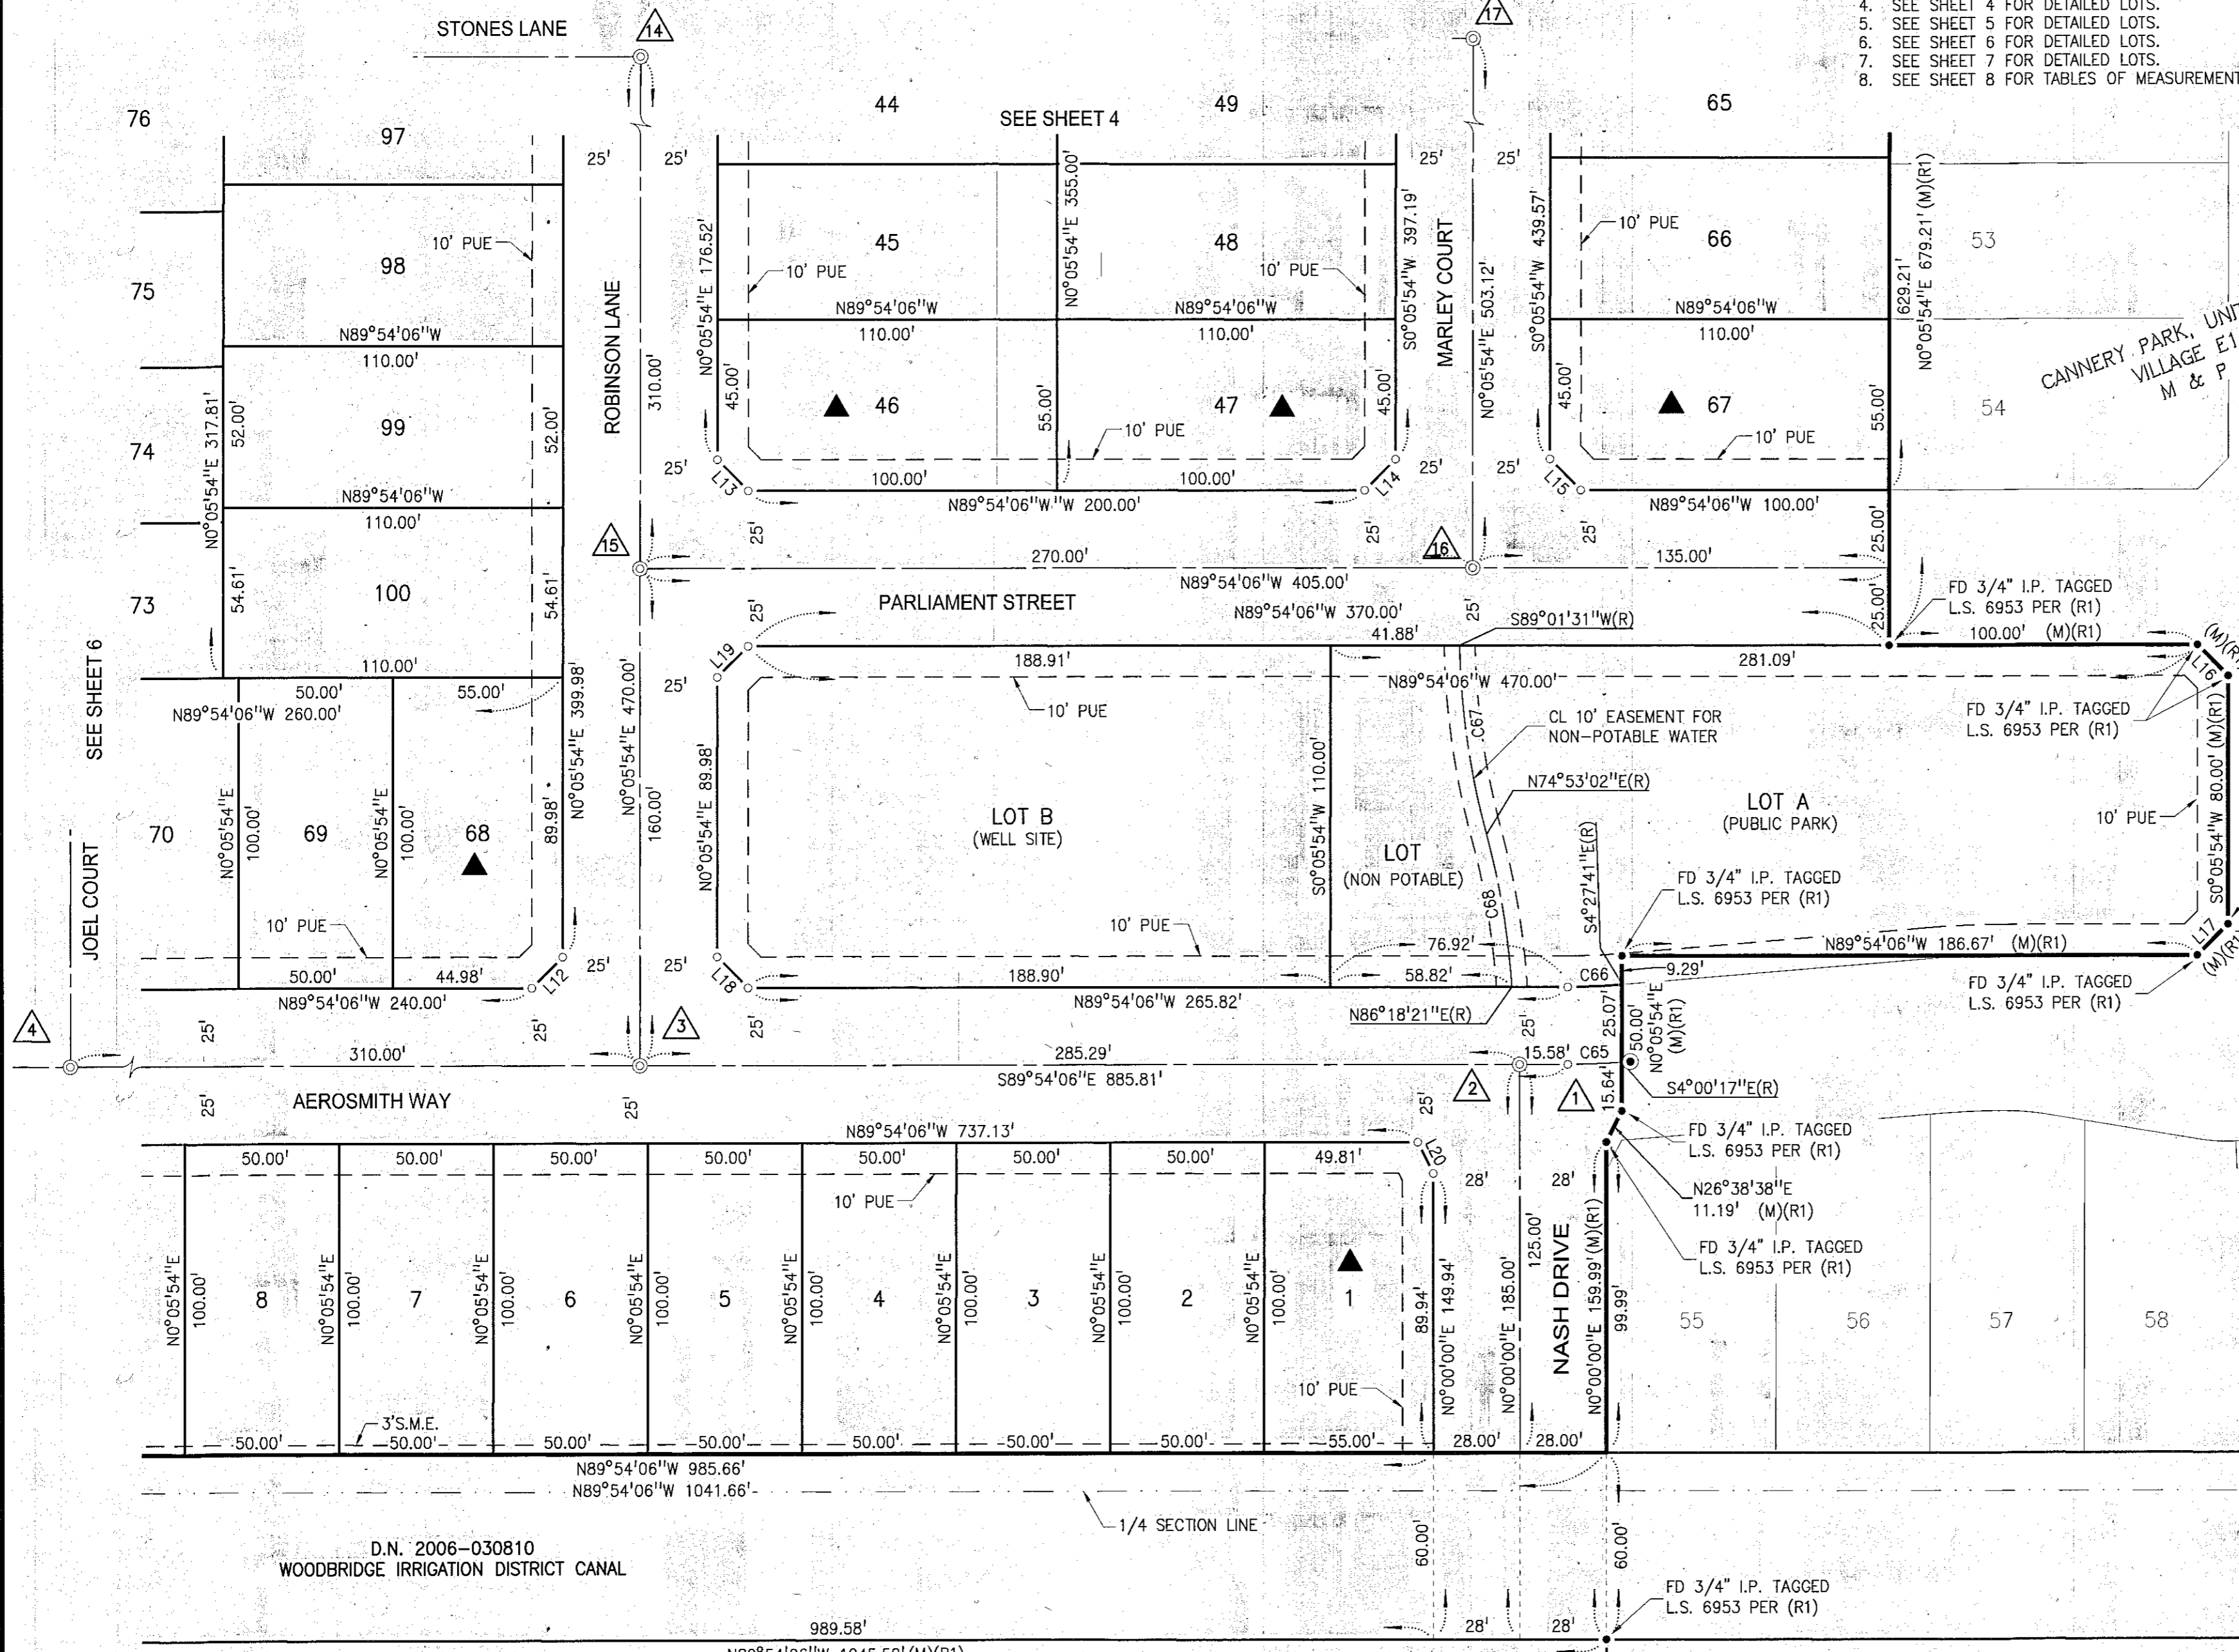 4. SEE SHEET 4 FOR DETAILED LOTS.
5. SEE SHEET 5 FOR DETAILED LOTS.
6. SEE SHEET 6 FOR DETAILED LOTS.
7. SEE SHEET 7 FOR DETAILED LOTS.
8. SEE SHEET 8 FOR TABLES OF MEASUREMENT
STONES LANE
14
17
76
97
44
SEE SHEET 4
49
65
25'
25'
25'
25'
75
98
10' PUE
N89°54'06"W
110.00'
74
99
N0°05'54"E 317.81'
52.00'
52.00'
N89°54'06"W
110.00'
73
100
54.61'
54.61'
110.00'
ROBINSON LANE
310.00'
N0°05'54"E 176.52'
45.00'
45
10' PUE
N89°54'06"W
110.00'
46
N0°05'54"E 355.00'
55.00'
48
10' PUE
N89°54'06"W
110.00'
47
10' PUE
S0°05'54"W 397.19'
45.00'
MARLEY COURT
N0°05'54"E 503.12'
S0°05'54"W 439.57'
45.00'
66
10' PUE
N89°54'06"W
110.00'
67
10' PUE
55.00'
629.21'
N0°05'54"E 679.21' (M)(R1)
53
54
CANNERY PARK, UNI
VILLAGE E1
M & P
25'
L13
100.00'
100.00'
N89°54'06"W"W 200.00'
L14
25'
25'
L15
N89°54'06"W 100.00'
15
25'
25'
16
25'
25.00'
270.00'
135.00'
N89°54'06"W 405.00'
PARLIAMENT STREET
N89°54'06"W 370.00'
25'
25'
25.00'
FD 3/4" I.P. TAGGED
L.S. 6953 PER (R1)
100.00' (M)(R1)
S89°01'31"W(R)
41.88'
188.91'
281.09'
N89°54'06"W 470.00'
L19
25'
10' PUE
(M)(R
L16
FD 3/4" I.P. TAGGED
L.S. 6953 PER (R1)
SEE SHEET 6
50.00'
55.00'
N89°54'06"W 260.00'
N0°05'54"E 399.98'
89.98'
N0°05'54"E 470.00'
160.00'
N0°05'54"E 89.98'
70
N0°05'54"E
100.00'
69
N0°05'54"E
100.00'
68
10' PUE
JOEL COURT
50.00'
44.98'
L12
25'
25'
N89°54'06"W 240.00'
LOT B
(WELL SITE)
10' PUE
S0°05'54"W 110.00'
LOT
(NON POTABLE)
C67
C68
CL 10' EASEMENT FOR
NON-POTABLE WATER
N74°53'02"E(R)
LOT A
(PUBLIC PARK)
10' PUE
S0°05'54"W 80.00' (M)(R1)
S4°27'41"E(R)
FD 3/4" I.P. TAGGED
L.S. 6953 PER (R1)
76.92'
N89°54'06"W 186.67' (M)(R1)
L17
(M)(R1
L18
188.90'
58.82'
C66
9.29'
N89°54'06"W 265.82'
N86°18'21"E(R)
FD 3/4" I.P. TAGGED
L.S. 6953 PER (R1)
4
25'
25'
3
25'
25'
25.07'
50.00'
N0°05'54"E
(M)(R1)
310.00'
285.29'
15.58'
C65
S89°54'06"E 885.81'
2
1
15.64'
S4°00'17"E(R)
25'
AEROSMITH WAY
25'
25'
N89°54'06"W 737.13'
FD 3/4" I.P. TAGGED
L.S. 6953 PER (R1)
50.00'
50.00'
50.00'
50.00'
50.00'
50.00'
50.00'
49.81'
L20
28'
28'
10' PUE
N26°38'38"E
11.19' (M)(R1)
FD 3/4" I.P. TAGGED
L.S. 6953 PER (R1)
N0°05'54"E
100.00'
8
N0°05'54"E
100.00'
7
N0°05'54"E
100.00'
6
N0°05'54"E
100.00'
5
N0°05'54"E
100.00'
4
N0°05'54"E
100.00'
3
N0°05'54"E
100.00'
2
N0°05'54"E
100.00'
1
10' PUE
89.94'
N0°00'00"E 149.94'
N0°00'00"E 185.00'
125.00'
NASH DRIVE
N0°00'00"E 159.99' (M)(R1)
99.99'
55
56
57
58
3'S.M.E.
50.00'
50.00'
50.00'
50.00'
50.00'
50.00'
50.00'
55.00'
28.00'
28.00'
N89°54'06"W 985.66'
N89°54'06"W 1041.66'
1/4 SECTION LINE
60.00'
60.00'
D.N. 2006-030810
WOODBRIDGE IRRIGATION DISTRICT CANAL
FD 3/4" I.P. TAGGED
L.S. 6953 PER (R1)
989.58'
28'
28'
N89°54'06"W 1045.58' (M)(R1)